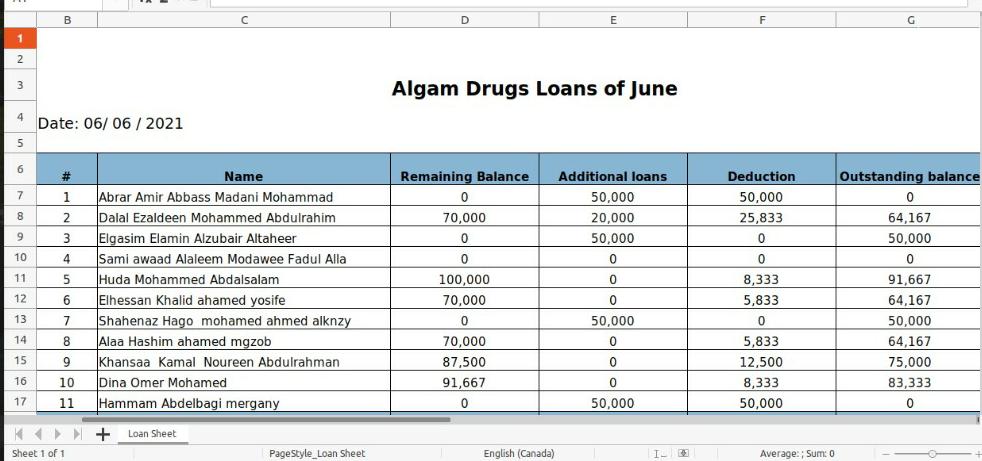 B C D E F G
1
2
3 Algam Drugs Loans of June
4 Date: 06/ 06 / 2021
5
6 # Name Remaining Balance Additional loans Deduction Outstanding balance
7 1 Abrar Amir Abbass Madani Mohammad 0 50,000 50,000 0
8 2 Dalal Ezaldeen Mohammed Abdulrahim 70,000 20,000 25,833 64,167
9 3 Elgasim Elamin Alzubair Altaheer 0 50,000 0 50,000
10 4 Sami awaad Alaleem Modawee Fadul Alla 0 0 0 0
11 5 Huda Mohammed Abdalsalam 100,000 0 8,333 91,667
12 6 Elhessan Khalid ahamed yosife 70,000 0 5,833 64,167
13 7 Shahenaz Hago mohamed ahmed alknzy 0 50,000 0 50,000
14 8 Alaa Hashim ahamed mgzob 70,000 0 5,833 64,167
15 9 Khansaa Kamal Noureen Abdulrahman 87,500 0 12,500 75,000
16 10 Dina Omer Mohamed 91,667 0 8,333 83,333
17 11 Hammam Abdelbagi mergany 0 50,000 50,000 0
Loan Sheet
Sheet 1 of 1 PageStyle_Loan Sheet English (Canada) Average: ; Sum: 0